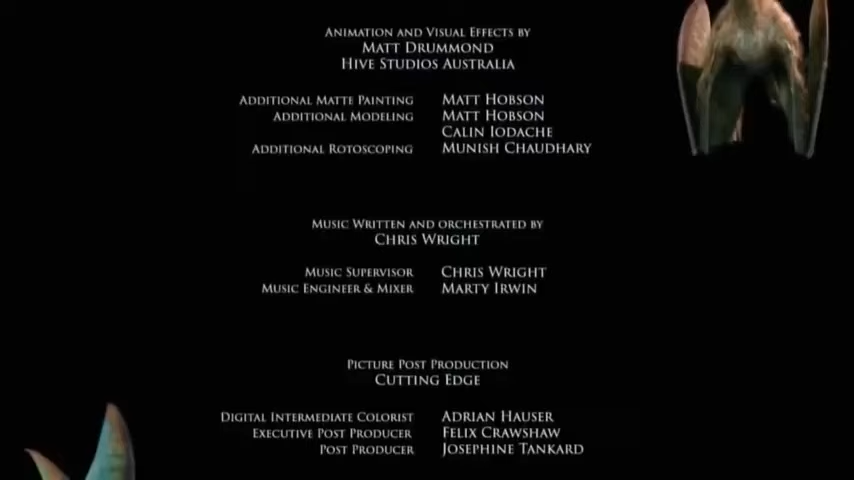 ANIMATION AND VISUAL EFFECTS BY
MATT DRUMMOND
HIVE STUDIOS AUSTRALIA
ADDITIONAL MATTE PAINTING MATT HOBSON
ADDITIONAL MODELING MATT HOBSON
CALIN IODACHE
ADDITIONAL ROTOSCOPING MUNISH CHAUDHARY
MUSIC WRITTEN AND ORCHESTRATED BY
CHRIS WRIGHT
MUSIC SUPERVISOR CHRIS WRIGHT
MUSIC ENGINEER & MIXER MARTY IRWIN
PICTURE POST PRODUCTION
CUTTING EDGE
DIGITAL INTERMEDIATE COLORIST ADRIAN HAUSER
EXECUTIVE POST PRODUCER FELIX CRAWSHAW
POST PRODUCER JOSEPHINE TANKARD